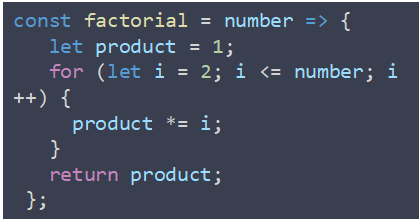 const factorial = number => {
   let product = 1;
   for (let i = 2; i <= number; i
++) {
     product *= i;
   }
   return product;
 };